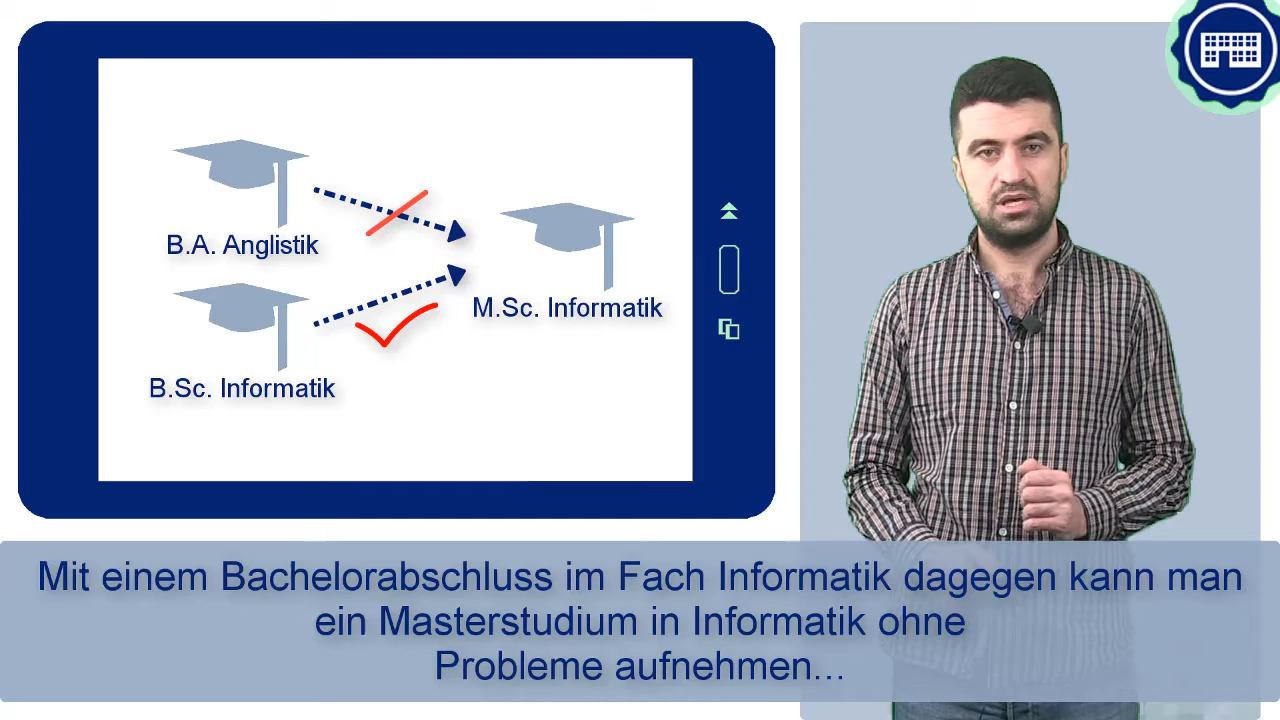 B.A. Anglistik
M.Sc. Informatik
B.Sc. Informatik
Mit einem Bachelorabschluss im Fach Informatik dagegen kann man
ein Masterstudium in Informatik ohne
Probleme aufnehmen...